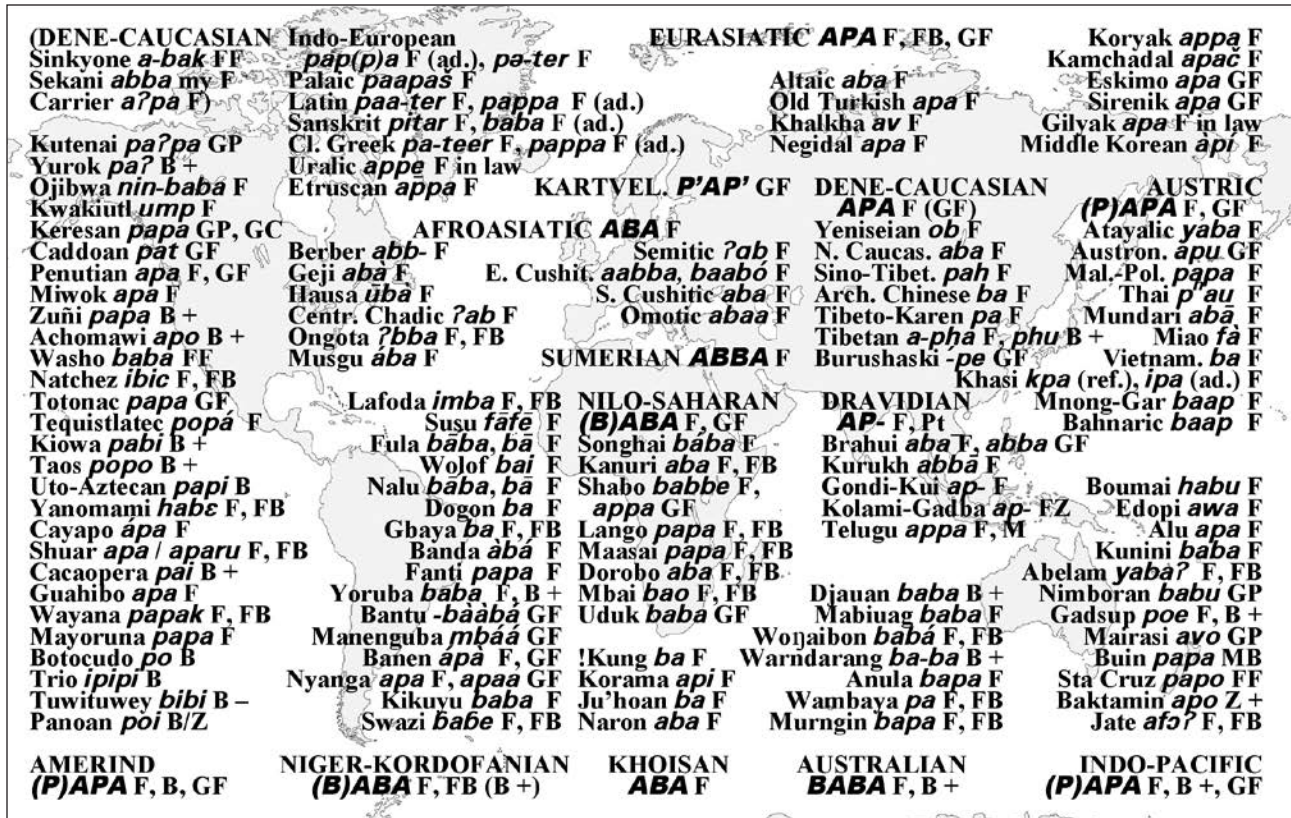 (DENE-CAUCASIAN Indo-European EURASIATIC APA F, FB, GF Koryak appa F
Sinkyone a-bak FF pap(p)a F (ad.), pə-ter F Kamchadal apač F
Sekani abba my F Palaic paapaš F Altaic aba F Eskimo apa GF
Carrier aʔpa F) Latin paa-ter F, pappa F (ad.) Old Turkish apa F Sirenik apa GF
Sanskrit pitar F, baba F (ad.) Khalkha av F Gilyak apa F in law
Kutenai paʔpa GP Cl. Greek pa-teer F, pappa F (ad.) Negidal apa F Middle Korean api F
Yurok paʔ B + Uralic appe F in law
Ojibwa nin-baba F Etruscan apa F KARTVEL. P'AP' GF DENE-CAUCASIAN AUSTRIC
Kwakiutl ump F APA F (GF) (P)APA F, GF
Keresan papa GP, GC AFROASIATIC ABA F Yeniseian ob F Atayalic yaba F
Caddoan pat GF Berber abb- F Semitic ʔab F N. Caucas. aba F Austron. apu GF
Penutian apa F, GF Geji abā F E. Cushit. aabba, baabó F Sino-Tibet. pah F Mal.-Pol. papa F
Miwok apa F Hausa ūba F S. Cushitic aba F Arch. Chinese ba F Thai pʰau F
Zuñi papa B + Centr. Chadic ʔab F Omotic abaa F Tibeto-Karen pa F Mundari abā F
Achomawi apo B + Ongota ʔbba F, FB Tibetan a-pha F, phu B + Miao fà F
Washo baba FF Musgu ába F SUMERIAN ABBA F Burushaski -pe GF Vietnam. ba F
Natchez ibic F, FB Khasi kpa (ref.), ipa (ad.) F
Totonac papa GF Lafoda imba F, FB NILO-SAHARAN DRAVIDIAN Mnong-Gar baap F
Tequistlatec popá F Susu fāfē F (B)ABA F, GF AP- F, Pt Bahnaric baap F
Kiowa pabi B + Fula bāba, bā F Songhai bába F Brahui aba F, abba GF
Taos popo B + Wolof bai F Kanuri aba F, FB Kurukh abbā F
Uto-Aztecan papi B Nalu bāba, bā F Shabo babbe F, Gondi-Kui ap- F Boumai habu F
Yanomami habɛ F, FB Dogon ba F appa GF Kolami-Gadba ap- FZ Edopi awa F
Cayapo ápa F Gbaya ba F, FB Lango papa F, FB Telugu appa F, M Alu apa F
Shuar apa / aparu F, FB Banda àbá F Maasai papa F, FB Kunini baba F
Cacaopera pai B + Fanti papa F Dorobo aba F, FB Abelam yabaʔ F, FB
Guahibo apa F Yoruba baba F, B + Mbai bao F, FB Djauan baba B + Nimboran babu GP
Wayana papak F, FB Bantu -bààbá GF Uduk baba GF Mabiuag baba F Gadsup poe F, B +
Mayoruna papa F Manenguba mbáá GF Woŋaibon babá F, FB Mairasi avo GP
Botocudo po B Banen apà F, GF !Kung ba F Warndarang ba-ba B + Buin papa MB
Trio ipipi B Nyanga apa F, apaa GF Korama api F Anula bapa F Sta Cruz papo FF
Tuwituwey bibi B – Kikuyu baba F Ju'hoan ba F Wambaya pa F, FB Baktamin apo Z +
Panoan poi B/Z Swazi baɓe F, FB Naron aba F Murngin bapa F, FB Jate afɔʔ F, FB
AMERIND NIGER-KORDOFANIAN KHOISAN AUSTRALIAN INDO-PACIFIC
(P)APA F, B, GF (B)ABA F, FB (B +) ABA F BABA F, B + (P)APA F, B +, GF